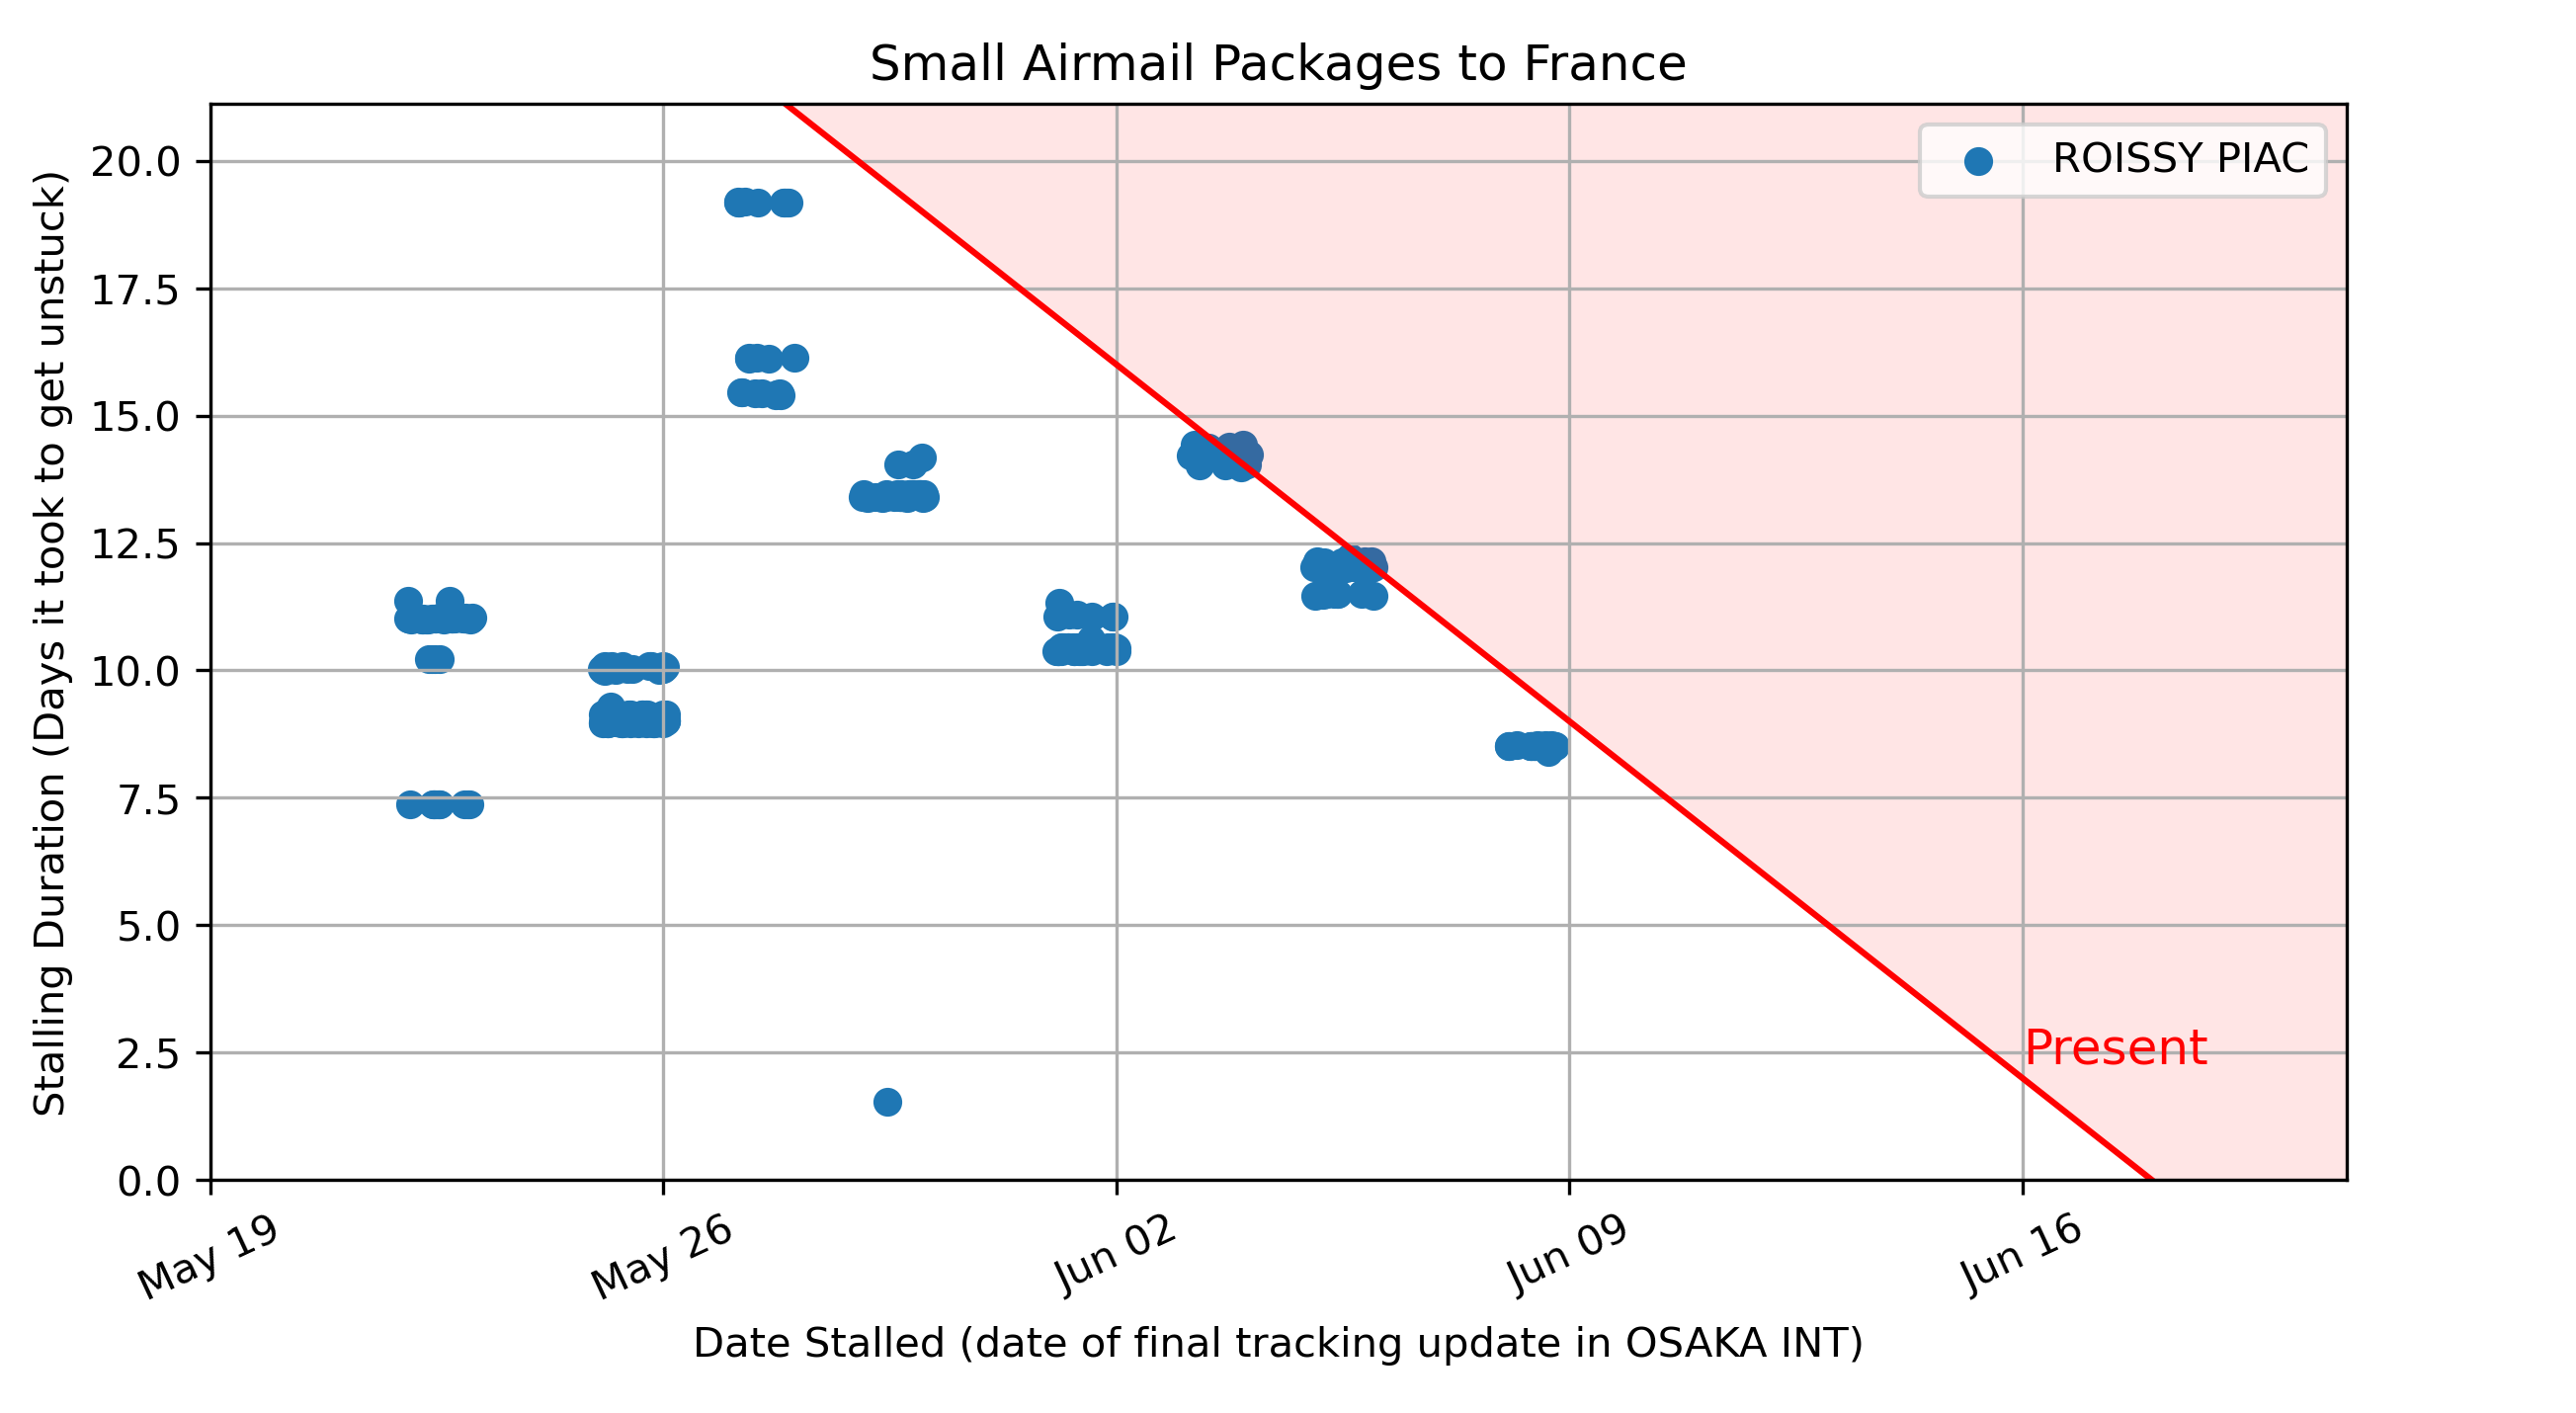 Small Airmail Packages to France
ROISSY PIAC
Stalling Duration (Days it took to get unstuck)
20.0
17.5
15.0
12.5
10.0
7.5
5.0
2.5
0.0
Present
May 19
May 26
Jun 02
Jun 09
Jun 16
Date Stalled (date of final tracking update in OSAKA INT)